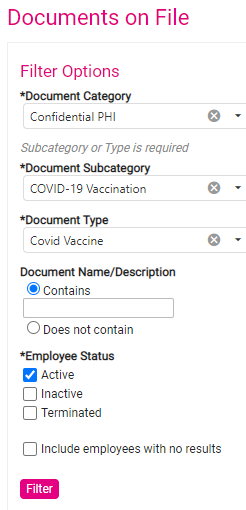 Documents on File
Filter Options
*Document Category
Confidential PHI
Subcategory or Type is required
*Document Subcategory
COVID-19 Vaccination
*Document Type
Covid Vaccine
Document Name/Description
Contains
Does not contain
*Employee Status
Active
Inactive
Terminated
Include employees with no results
Filter